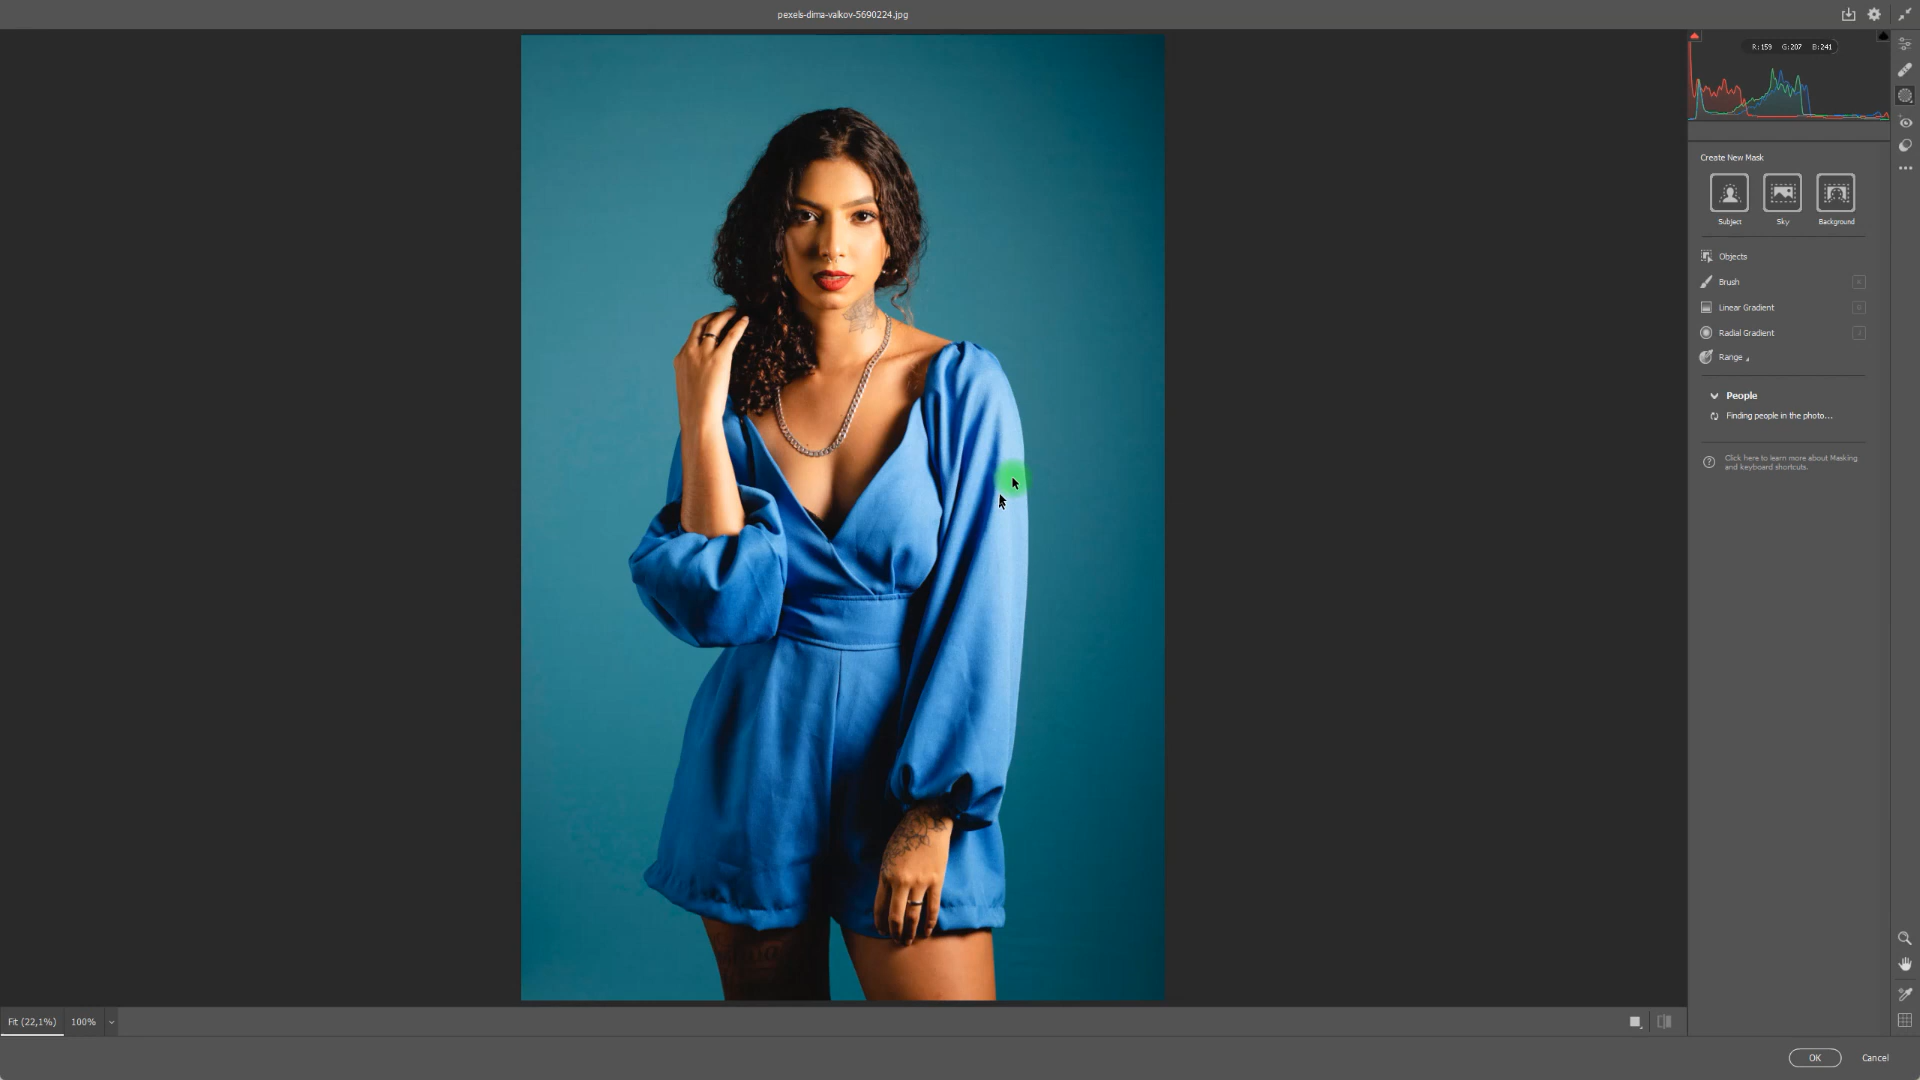 pexels-dima-valkov-5690224.jpg
R:159 G:207 B:241
Create New Mask
Subject
Sky
Background
Objects
Brush
Linear Gradient
Radial Gradient
Range
People
Finding people in the photo...
Click here to learn more about Masking
and keyboard shortcuts.
Fit (22,1%)
100%
OK
Cancel